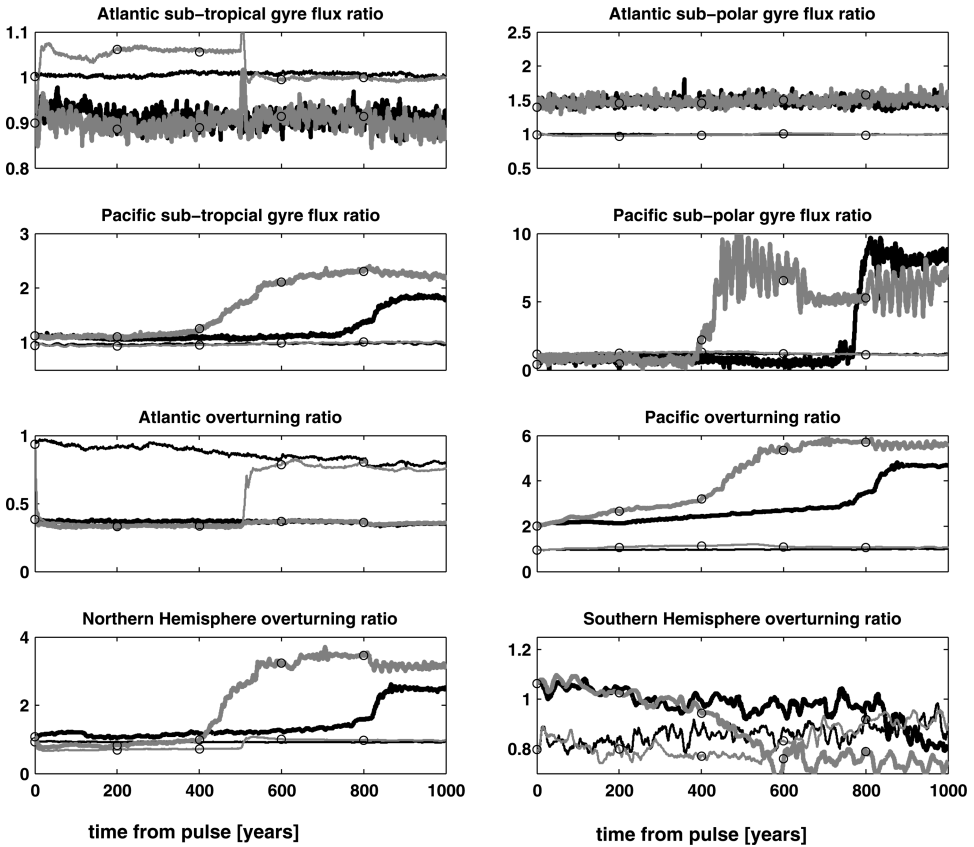 Atlantic sub−tropical gyre flux ratio
1.1
1
0.9
0.8
Atlantic sub−polar gyre flux ratio
2.5
2
1.5
1
0.5
Pacific sub−tropcial gyre flux ratio
3
2
1
Pacific sub−polar gyre flux ratio
10
5
0
Atlantic overturning ratio
1
0.5
0
Pacific overturning ratio
6
4
2
0
Northern Hemisphere overturning ratio
4
2
0
0 200 400 600 800 1000
time from pulse [years]
Southern Hemisphere overturning ratio
1.2
1
0.8
0 200 400 600 800 1000
time from pulse [years]